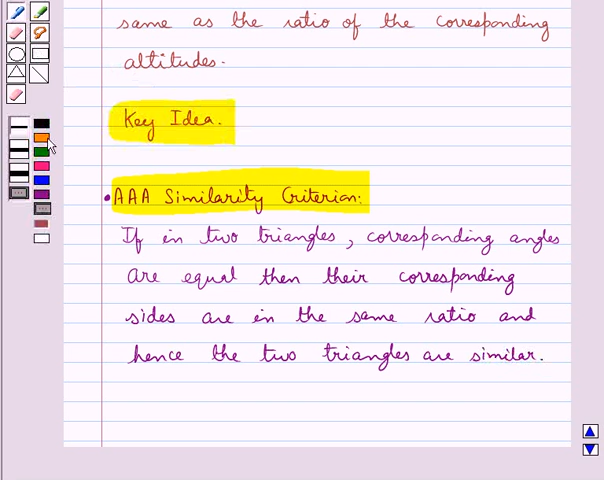 same as the ratio of the corresponding
altitudes.
Key Idea.
• AAA Similarity Criterian:
If in two triangles, corresponding angles
are equal then their corresponding
sides are in the same ratio and
hence the two triangles are similar.